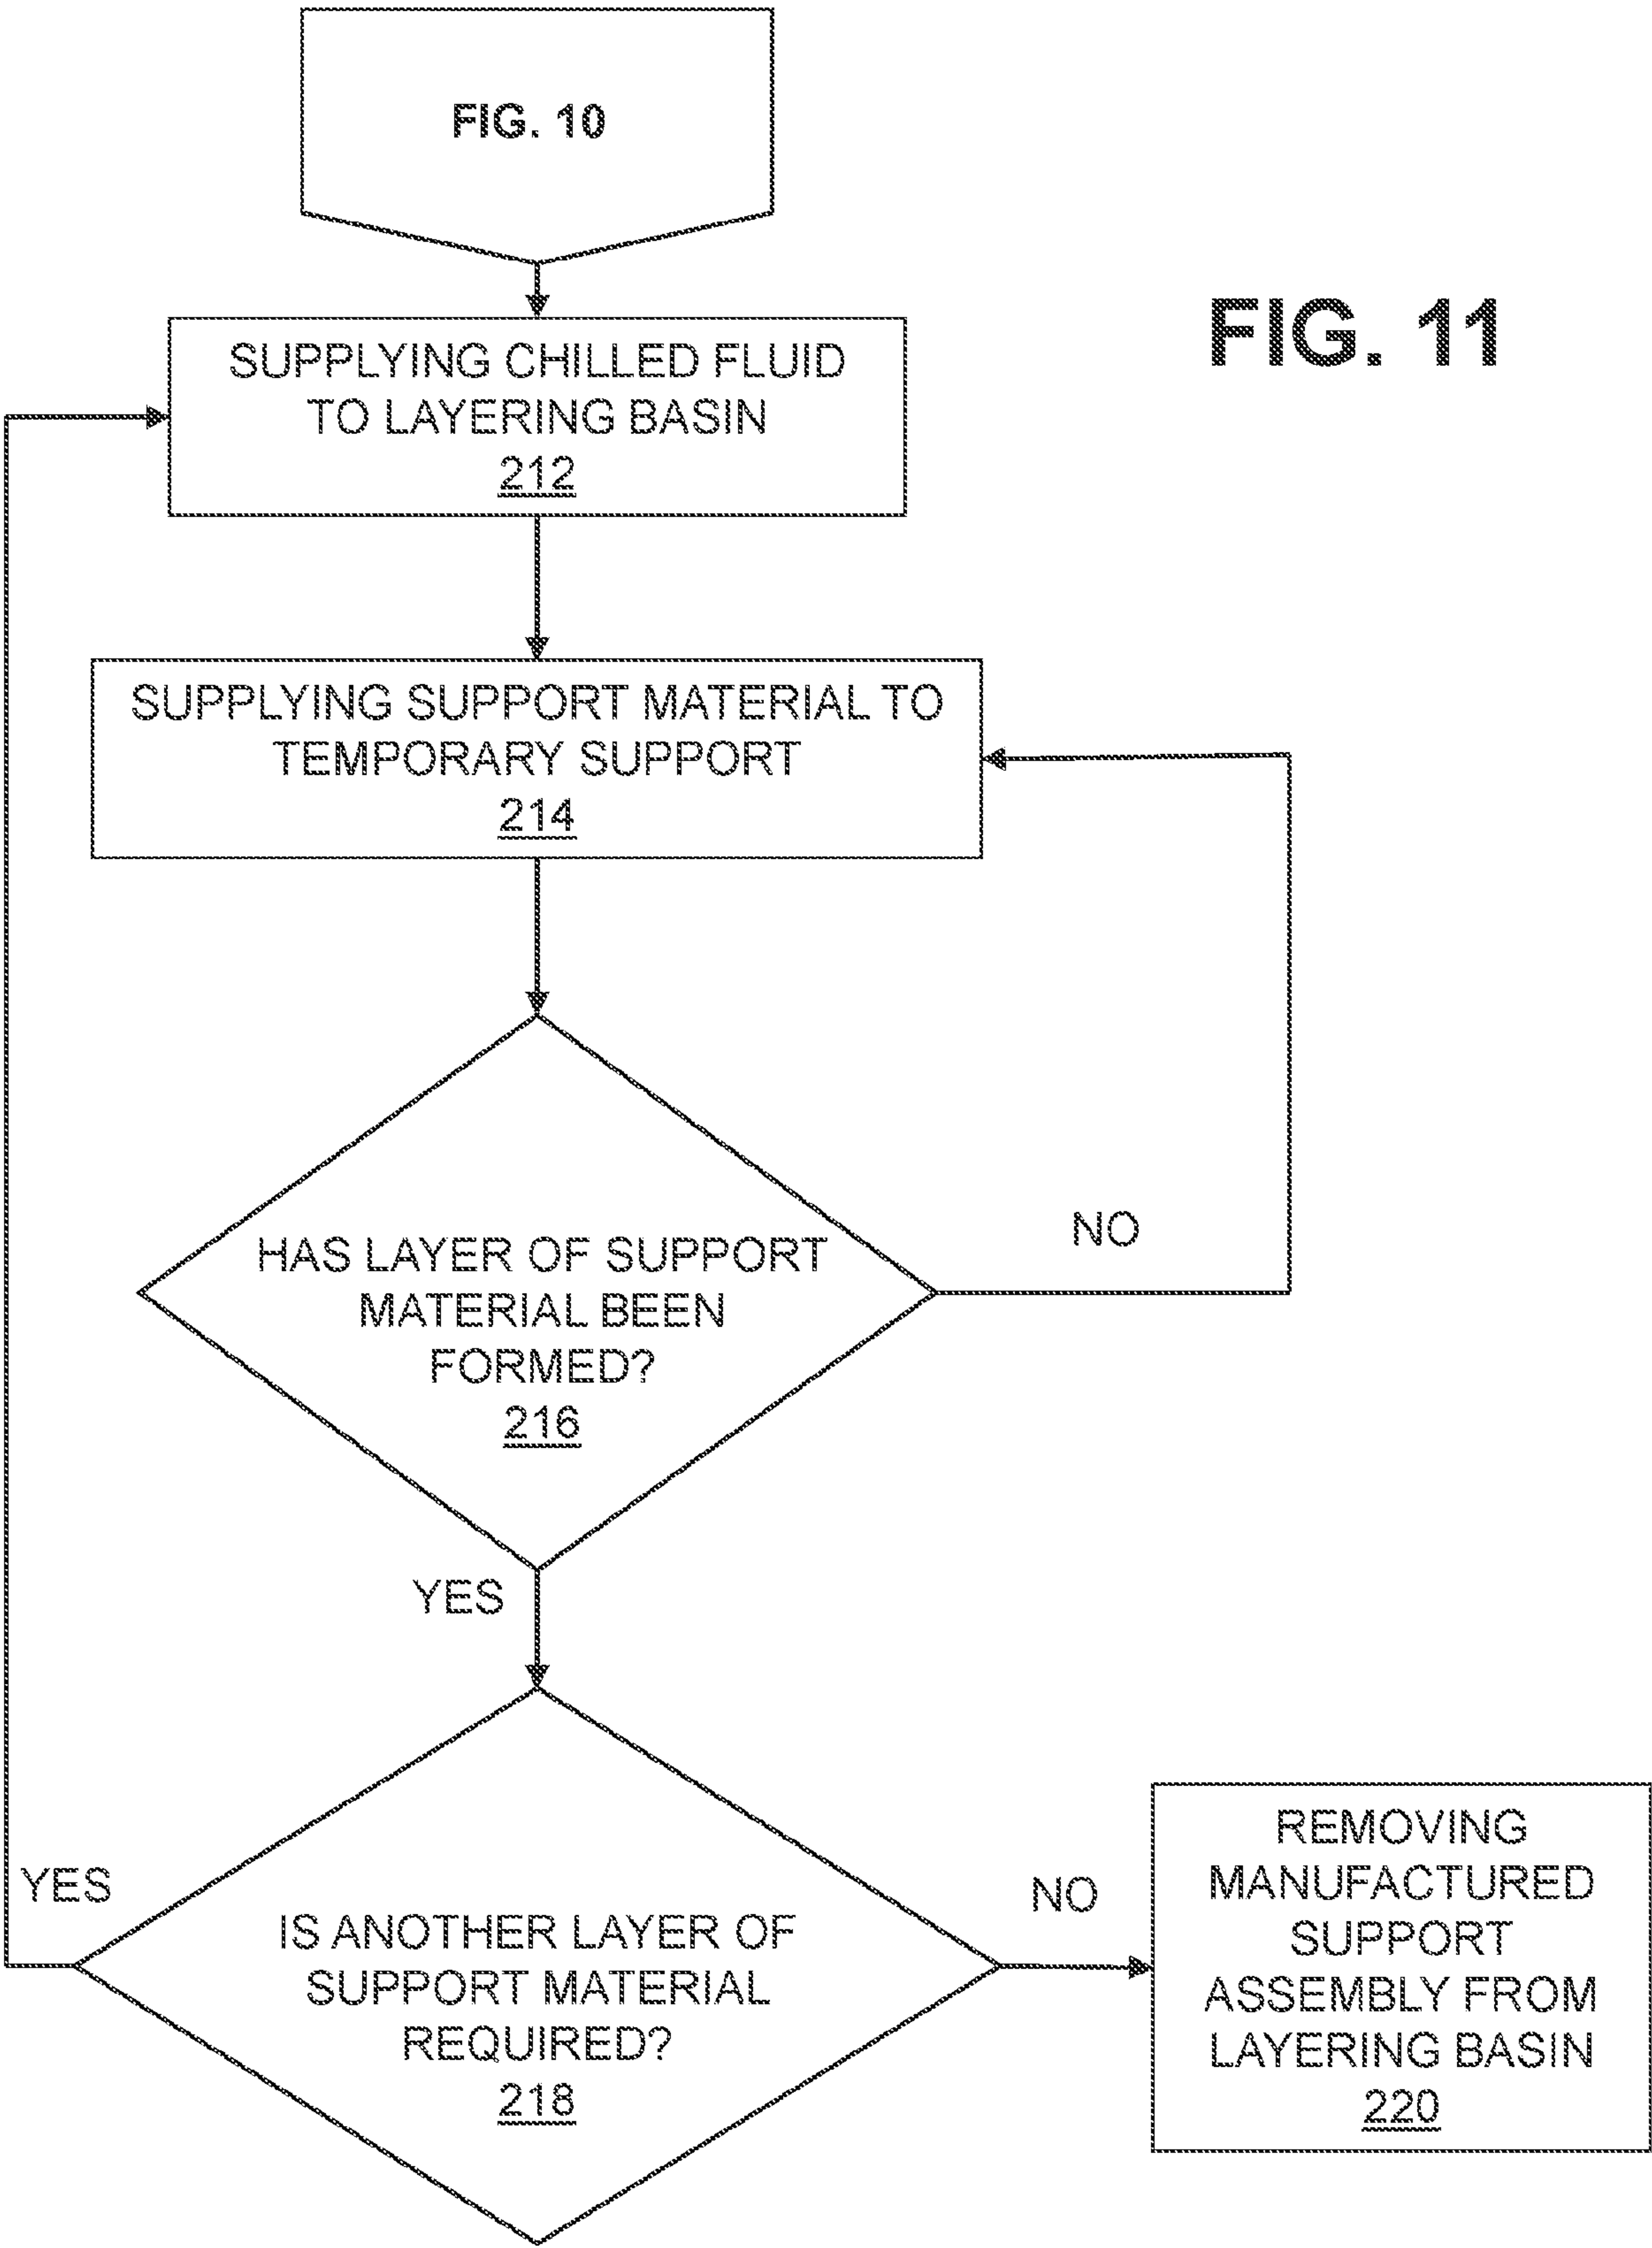 FIG. 10
FIG. 11
SUPPLYING CHILLED FLUID
TO LAYERING BASIN
212
SUPPLYING SUPPORT MATERIAL TO
TEMPORARY SUPPORT
214
HAS LAYER OF SUPPORT
MATERIAL BEEN
FORMED?
216
NO
YES
IS ANOTHER LAYER OF
SUPPORT MATERIAL
REQUIRED?
218
YES
NO
REMOVING
MANUFACTURED
SUPPORT
ASSEMBLY FROM
LAYERING BASIN
220